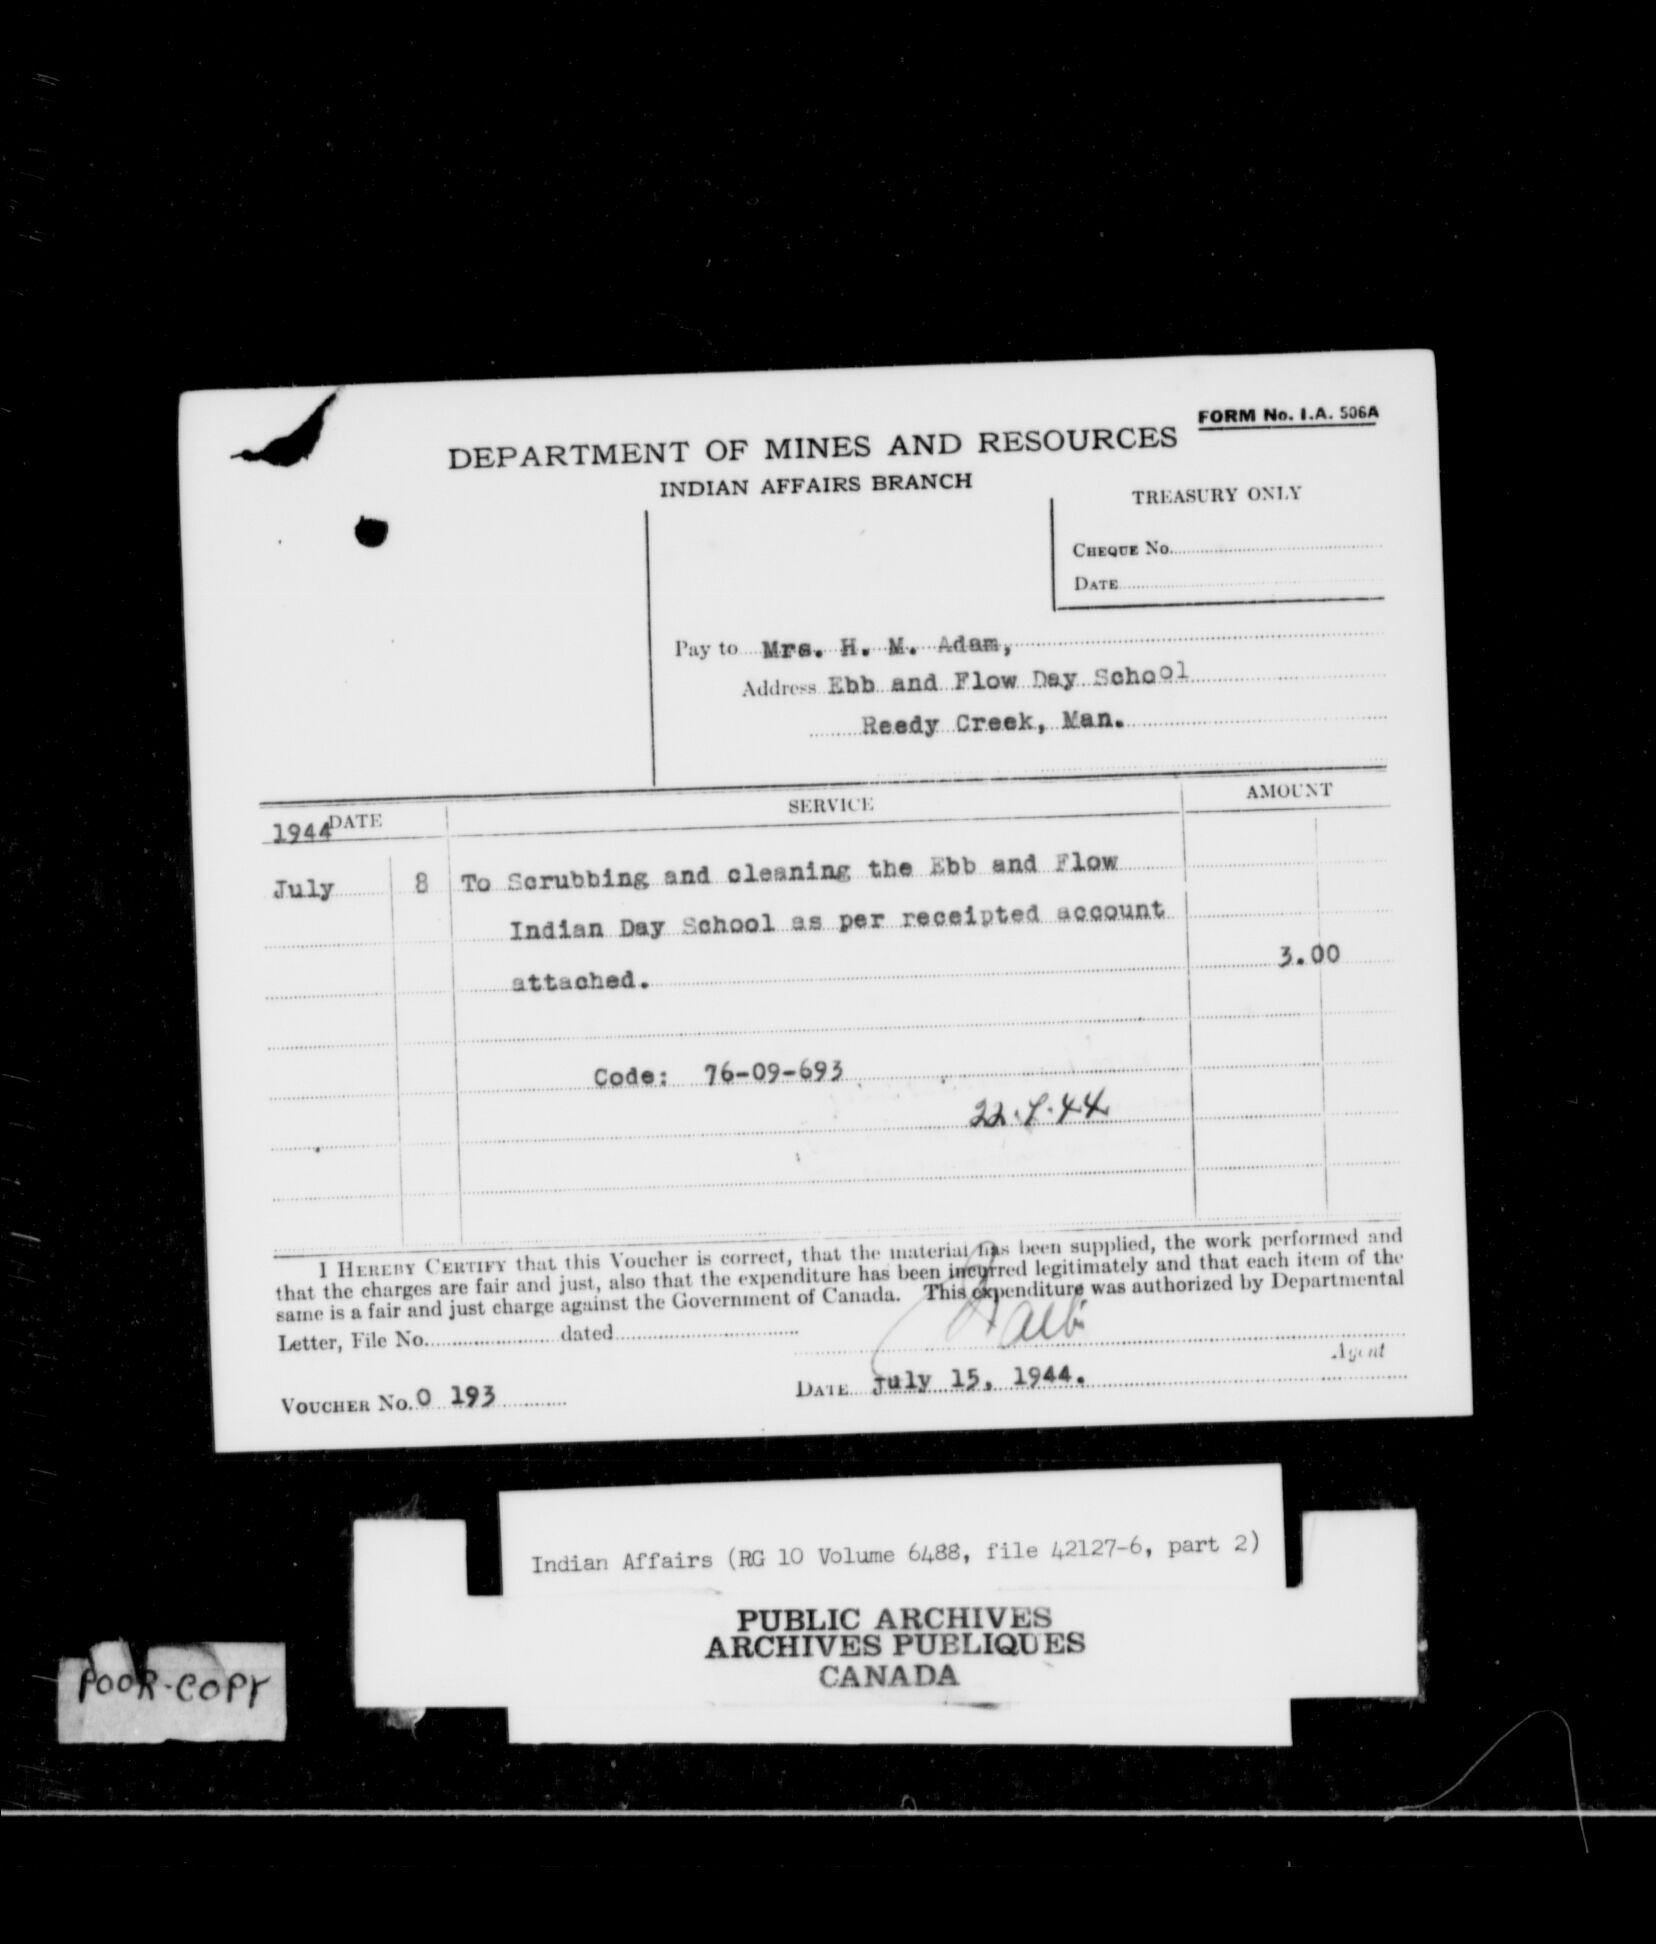 FORM No. I.A. 506A
DEPARTMENT OF MINES AND RESOURCES
INDIAN AFFAIRS BRANCH
TREASURY ONLY
CHEQUE No.
DATE
Pay to Mrs. H. M. Adam,
Address Ebb and Flow Day School
Reedy Creek, Man.
1944 DATE SERVICE AMOUNT
July 8 To Scrubbing and cleaning the Ebb and Flow
Indian Day School as per receipted account
attached. 3.00
Code: 76-09-693
22.7.44
I HEREBY CERTIFY that this Voucher is correct, that the material has been supplied, the work performed and
that the charges are fair and just, also that the expenditure has been incurred legitimately and that each item of the
same is a fair and just charge against the Government of Canada. This expenditure was authorized by Departmental
Letter, File No. dated
Agent
VOUCHER No. 0 193 DATE July 15, 1944.
Indian Affairs (RG 10 Volume 6488, file 42127-6, part 2)
PUBLIC ARCHIVES
ARCHIVES PUBLIQUES
CANADA
POOR-COPY